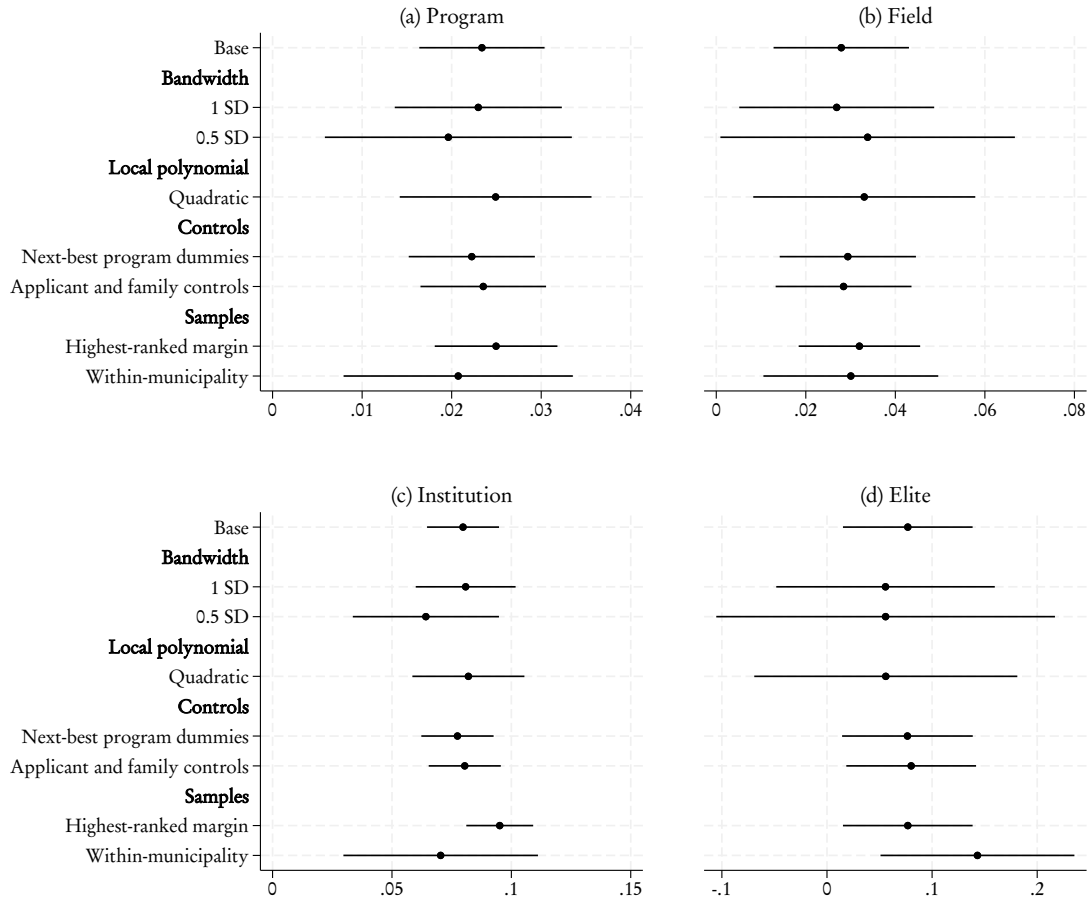 (a) Program
(b) Field
Base
Bandwidth
1 SD
0.5 SD
Local polynomial
Quadratic
Controls
Next-best program dummies
Applicant and family controls
Samples
Highest-ranked margin
Within-municipality
0 .01 .02 .03 .04
0 .02 .04 .06 .08
(c) Institution
(d) Elite
Base
Bandwidth
1 SD
0.5 SD
Local polynomial
Quadratic
Controls
Next-best program dummies
Applicant and family controls
Samples
Highest-ranked margin
Within-municipality
0 .05 .1 .15
-.1 0 .1 .2